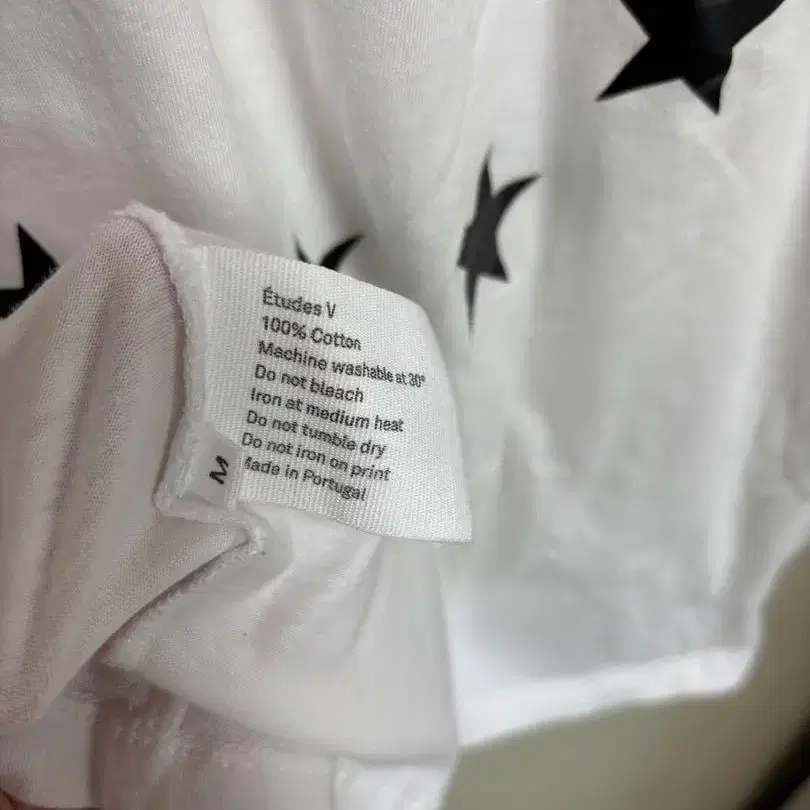 Études V
100% Cotton
Machine washable at 30°
Do not bleach
Iron at medium heat
Do not tumble dry
Do not iron on print
Made in Portugal
M